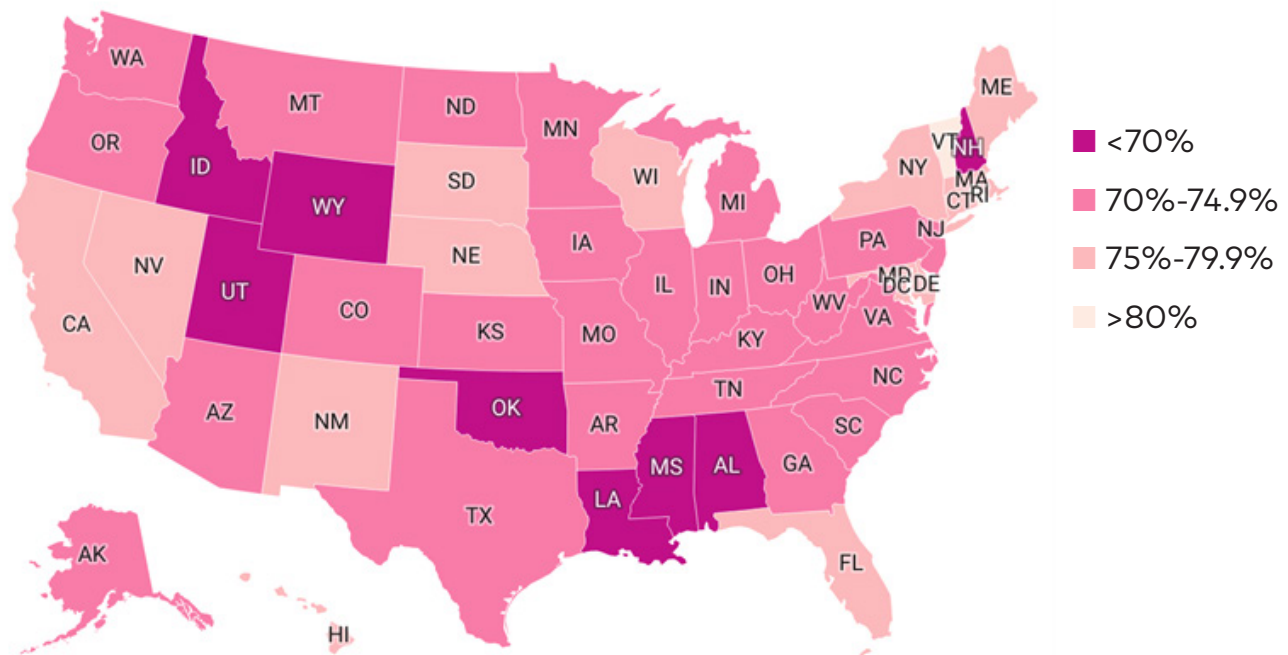 WA
MT
ND
MN
ME
OR
ID
WY
SD
WI
MI
NY
VT
NH
MA
CT
RI
NV
UT
CO
NE
IA
IL
IN
OH
PA
NJ
MD
DC
DE
CA
KS
MO
KY
WV
VA
AZ
NM
OK
AR
TN
NC
SC
TX
LA
MS
AL
GA
FL
AK
HI
<70%
70%-74.9%
75%-79.9%
>80%